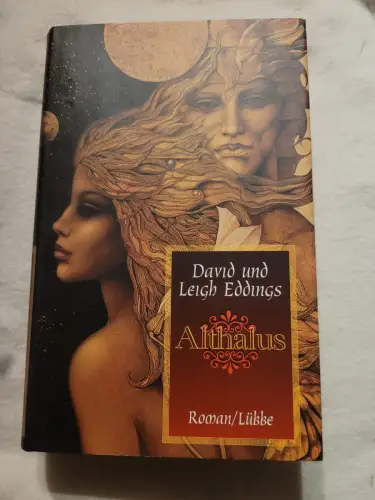 David und
Leigh Eddings
Althalus
Roman/Lübbe